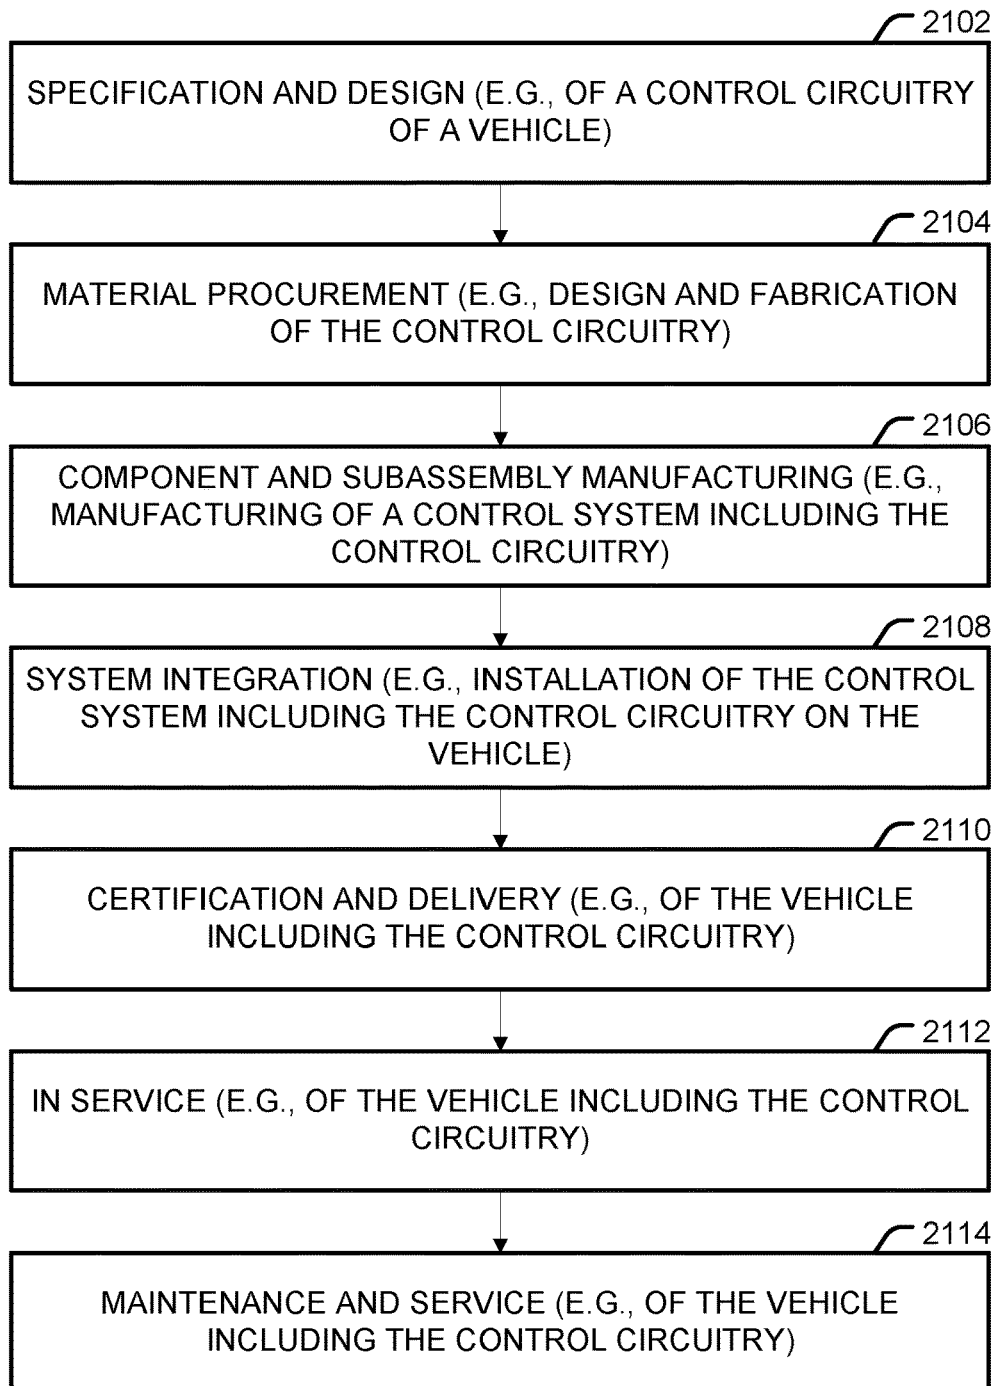 2102
SPECIFICATION AND DESIGN (E.G., OF A CONTROL CIRCUITRY
OF A VEHICLE)
2104
MATERIAL PROCUREMENT (E.G., DESIGN AND FABRICATION
OF THE CONTROL CIRCUITRY)
2106
COMPONENT AND SUBASSEMBLY MANUFACTURING (E.G.,
MANUFACTURING OF A CONTROL SYSTEM INCLUDING THE
CONTROL CIRCUITRY)
2108
SYSTEM INTEGRATION (E.G., INSTALLATION OF THE CONTROL
SYSTEM INCLUDING THE CONTROL CIRCUITRY ON THE
VEHICLE)
2110
CERTIFICATION AND DELIVERY (E.G., OF THE VEHICLE
INCLUDING THE CONTROL CIRCUITRY)
2112
IN SERVICE (E.G., OF THE VEHICLE INCLUDING THE CONTROL
CIRCUITRY)
2114
MAINTENANCE AND SERVICE (E.G., OF THE VEHICLE
INCLUDING THE CONTROL CIRCUITRY)